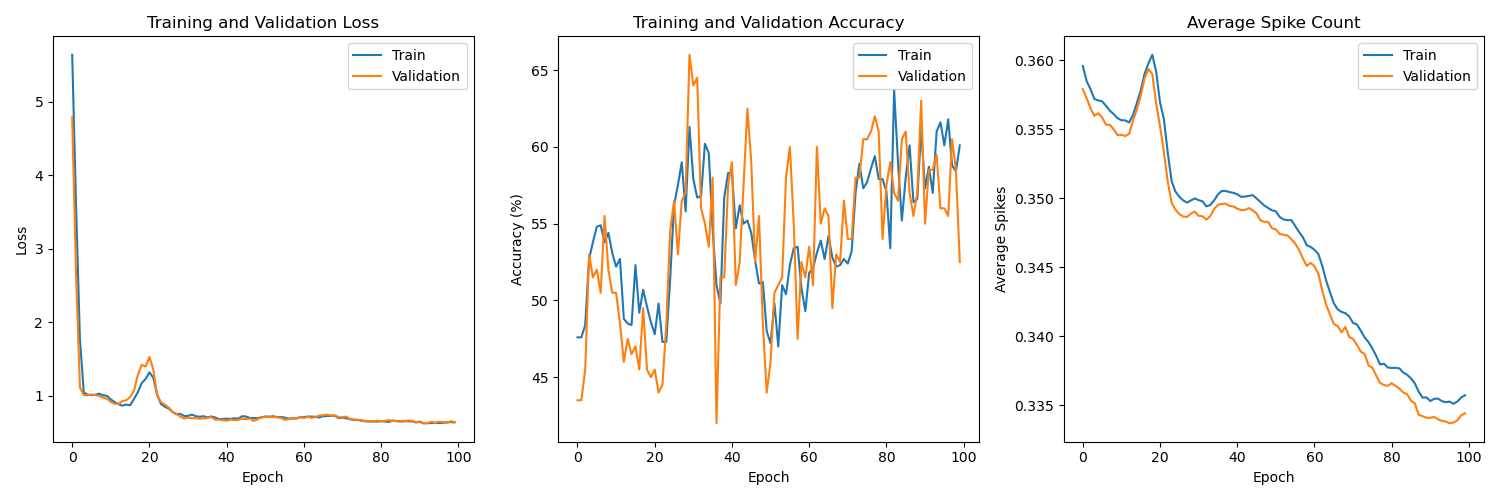 Training and Validation Loss
Train
Validation
5
4
3
2
1
0
20
40
60
80
100
Loss
Epoch
Training and Validation Accuracy
Train
Validation
65
60
55
50
45
0
20
40
60
80
100
Accuracy (%)
Epoch
Average Spike Count
Train
Validation
0.360
0.355
0.350
0.345
0.340
0.335
0
20
40
60
80
100
Average Spikes
Epoch